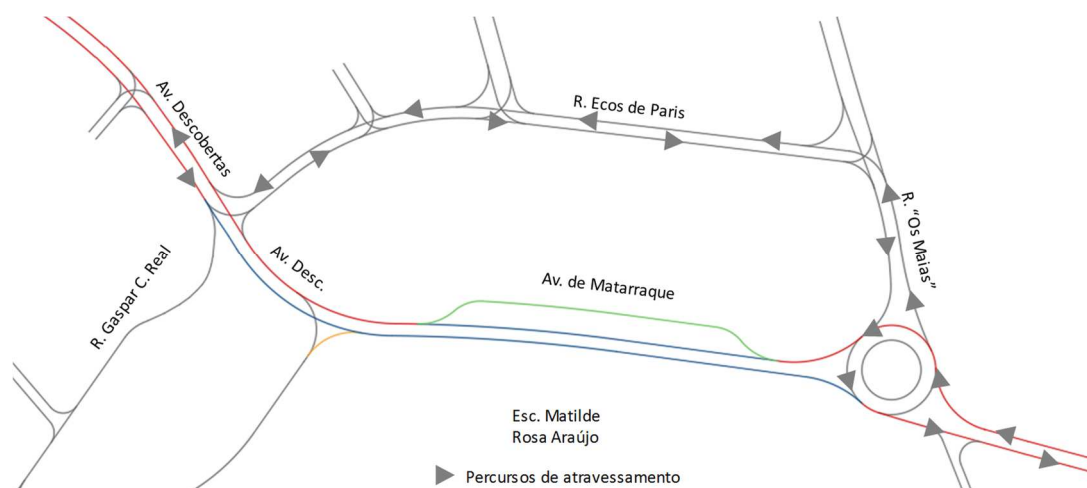 Av. Descobertas
R. Ecos de Paris
R. "Os Maias"
Av. Desc.
R. Gaspar C. Real
Av. de Matarraque
Esc. Matilde
Rosa Araújo
Percursos de atravessamento